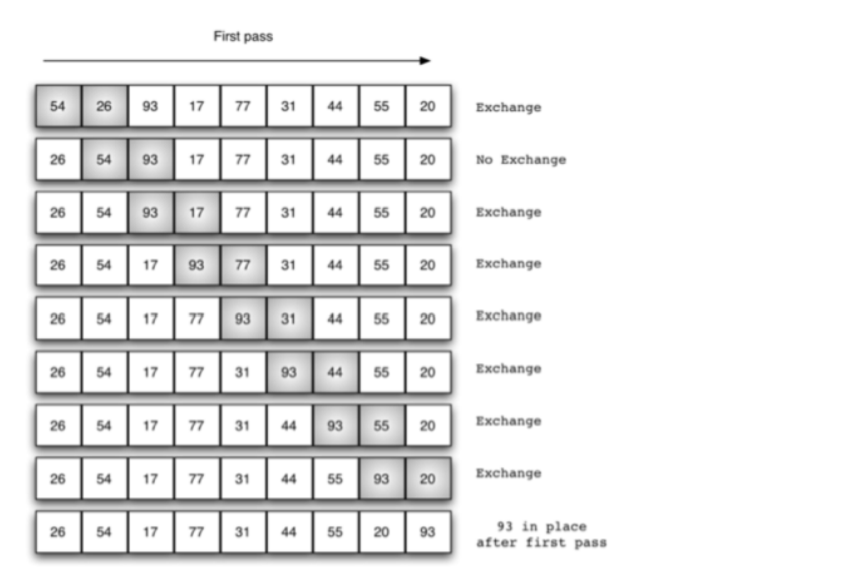 First pass
54 26 93 17 77 31 44 55 20 Exchange
26 54 93 17 77 31 44 55 20 No Exchange
26 54 93 17 77 31 44 55 20 Exchange
26 54 17 93 77 31 44 55 20 Exchange
26 54 17 77 93 31 44 55 20 Exchange
26 54 17 77 31 93 44 55 20 Exchange
26 54 17 77 31 44 93 55 20 Exchange
26 54 17 77 31 44 55 93 20 Exchange
26 54 17 77 31 44 55 20 93 93 in place
after first pass